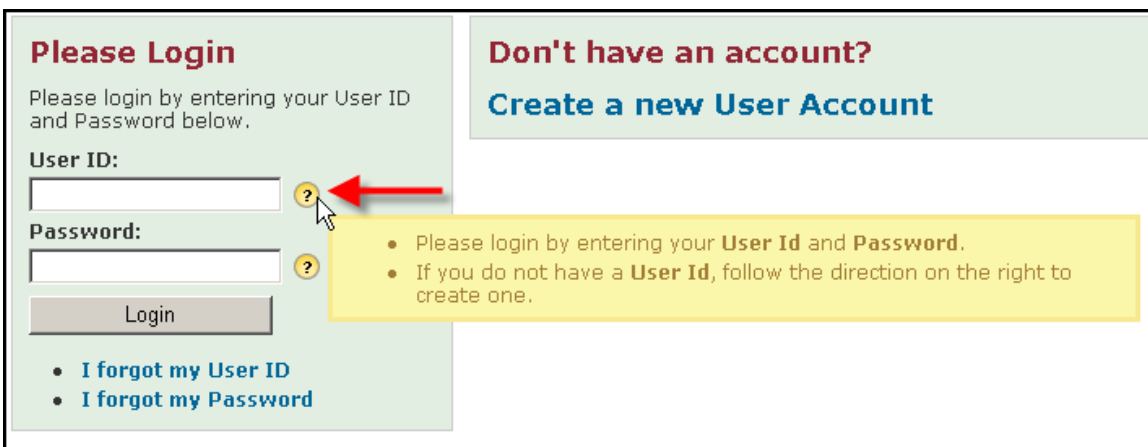 Please Login
Please login by entering your User ID
and Password below.
User ID:
?
Password:
?
Login
• I forgot my User ID
• I forgot my Password
Don't have an account?
Create a new User Account
• Please login by entering your User Id and Password.
• If you do not have a User Id, follow the direction on the right to
create one.